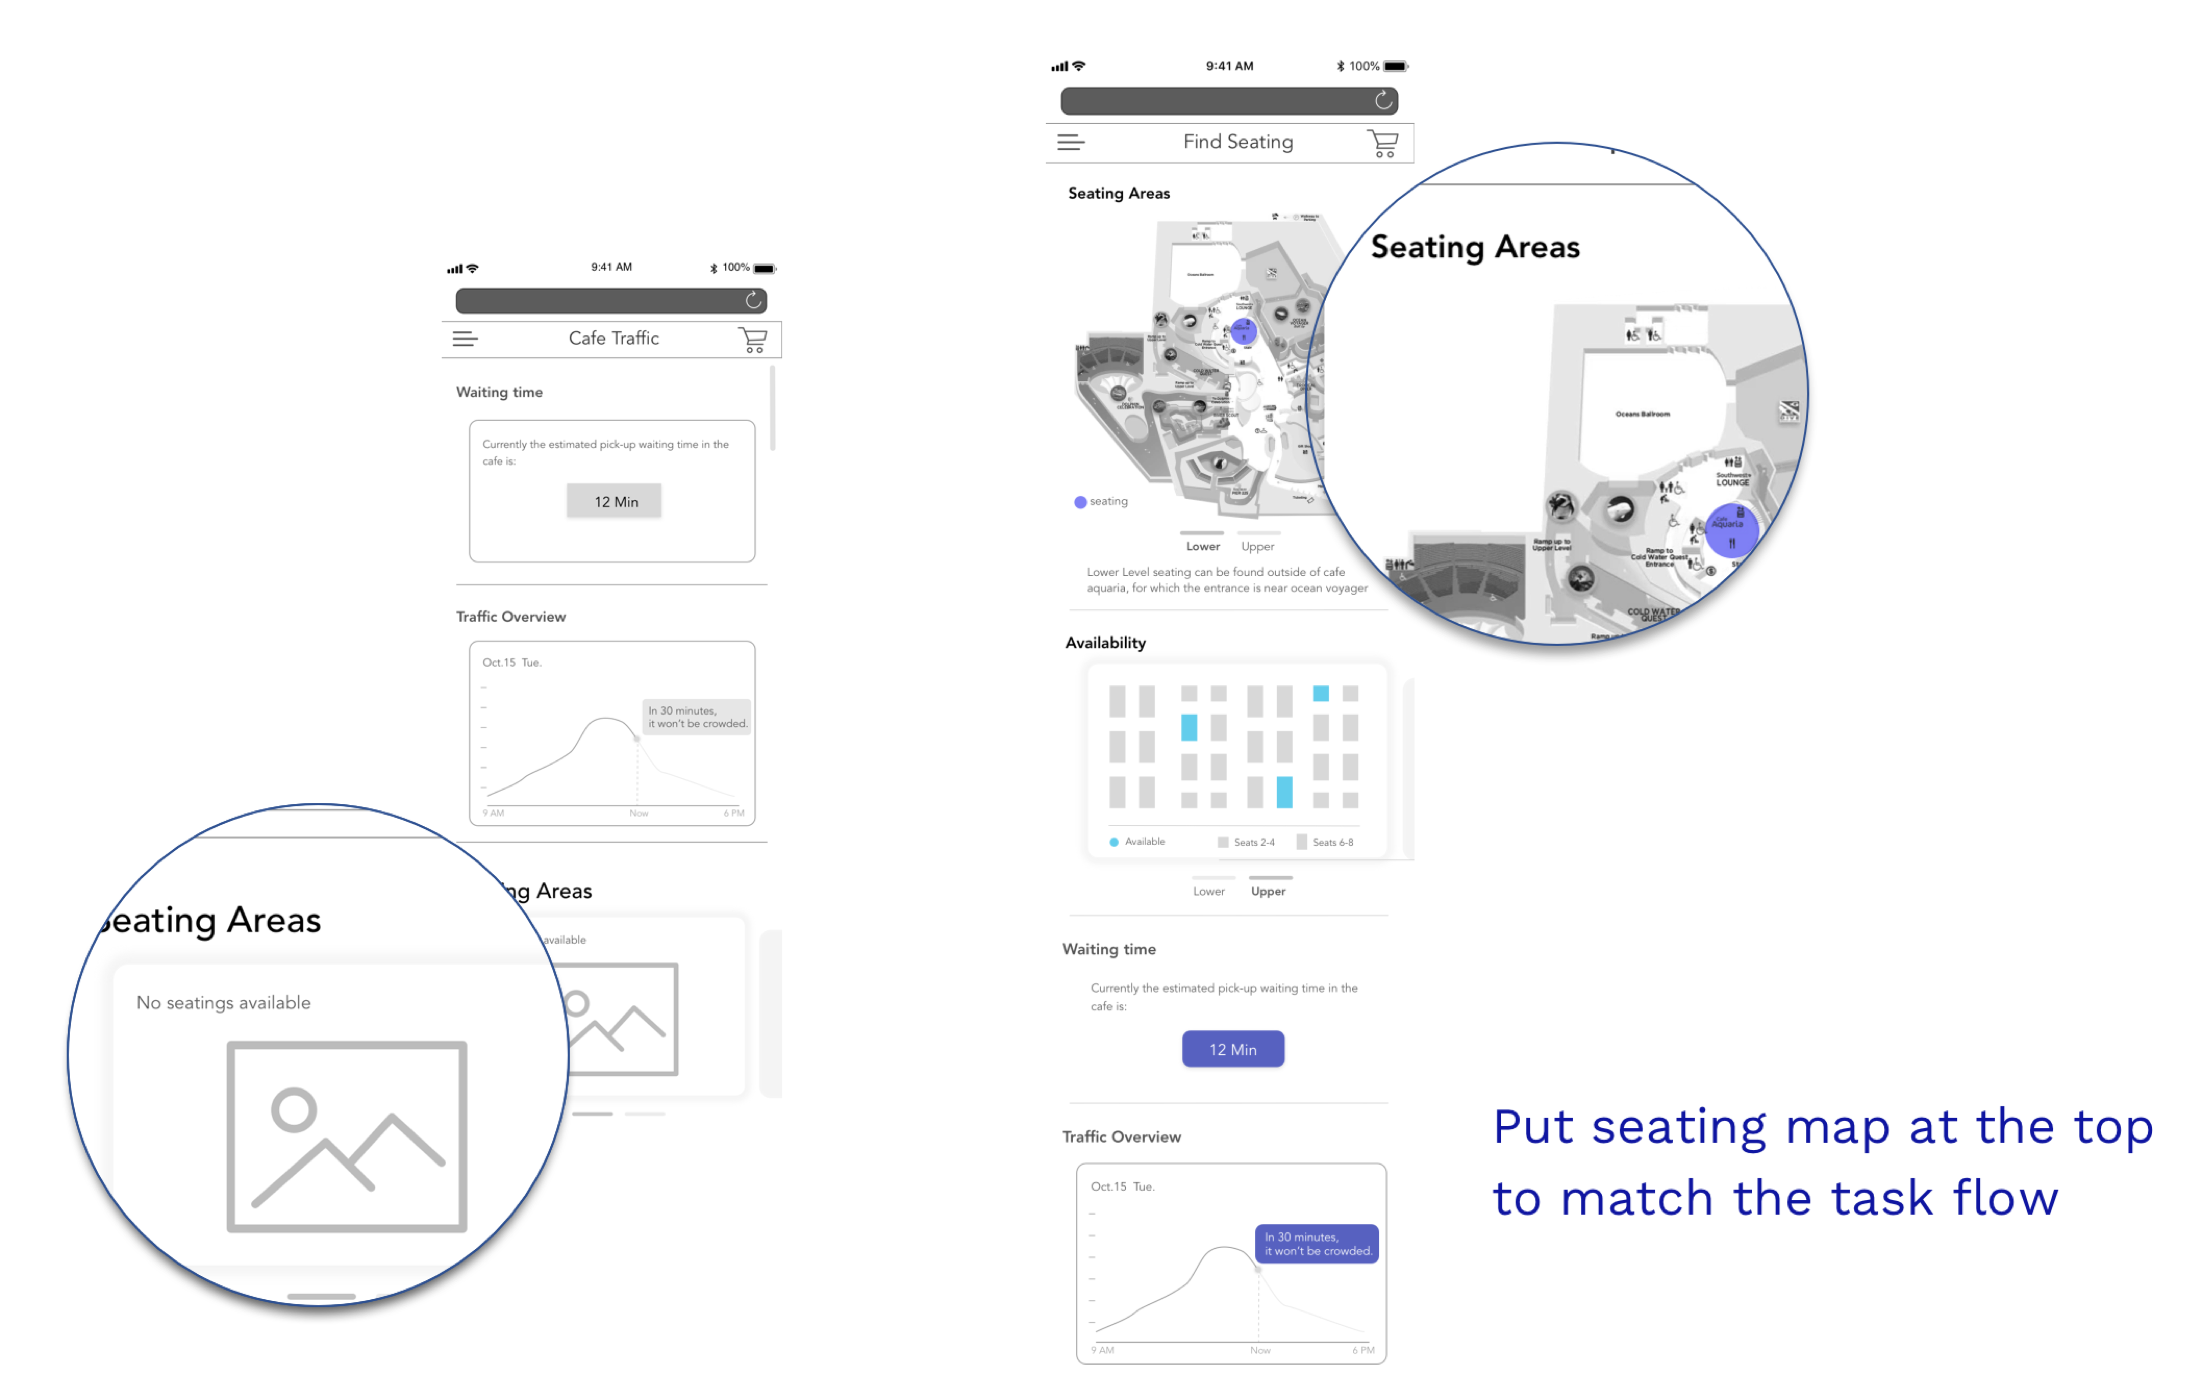 9:41 AM
100%
Cafe Traffic
Waiting time
Currently the estimated pick-up waiting time in the
cafe is:
12 Min
Traffic Overview
Oct.15 Tue.
In 30 minutes,
it won't be crowded.
9 AM
Now
6 PM
ng Areas
available
eating Areas
No seatings available
9:41 AM
100%
Find Seating
Seating Areas
Oceans Ballroom
seating
Lower
Upper
Lower Level seating can be found outside of cafe
aquaria, for which the entrance is near ocean voyager
Availability
Available
Seats 2-4
Seats 6-8
Lower
Upper
Waiting time
Currently the estimated pick-up waiting time in the
cafe is:
12 Min
Traffic Overview
Oct.15 Tue.
In 30 minutes,
it won't be crowded.
9 AM
Now
6 PM
Seating Areas
Oceans Ballroom
Southwest
LOUNGE
Cafe
Aquaria
Ramp up to
Upper Level
Ramp to
Cold Water Quest
Entrance
COLD WATER
QUEST
Ramp
Put seating map at the top
to match the task flow